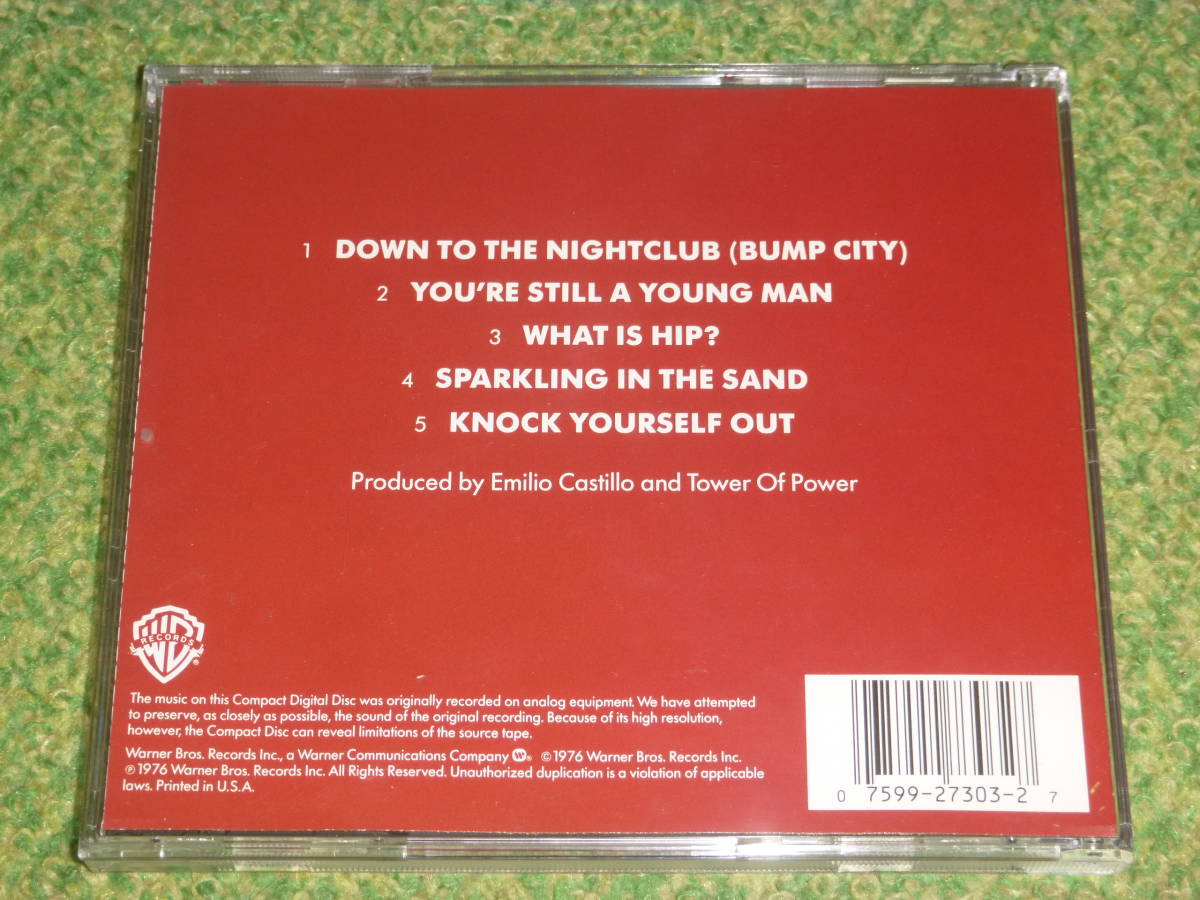 1 DOWN TO THE NIGHTCLUB (BUMP CITY)
2 YOU'RE STILL A YOUNG MAN
3 WHAT IS HIP?
4 SPARKLING IN THE SAND
5 KNOCK YOURSELF OUT
Produced by Emilio Castillo and Tower Of Power
RECORDS
®
The music on this Compact Digital Disc was originally recorded on analog equipment. We have attempted
to preserve, as closely as possible, the sound of the original recording. Because of its high resolution,
however, the Compact Disc can reveal limitations of the source tape.
Warner Bros. Records Inc., a Warner Communications Company ®. © 1976 Warner Bros. Records Inc.
℗ 1976 Warner Bros. Records Inc. All Rights Reserved. Unauthorized duplication is a violation of applicable
laws. Printed in U.S.A.
0 7599-27303-2 7